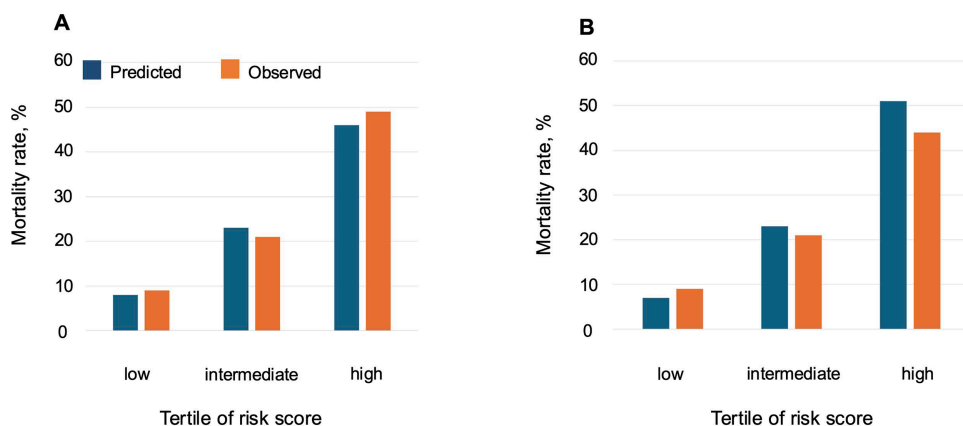 A
60
Predicted
Observed
50
40
30
20
10
0
Mortality rate, %
low
intermediate
high
Tertile of risk score
B
60
50
40
30
20
10
0
Mortality rate, %
low
intermediate
high
Tertile of risk score